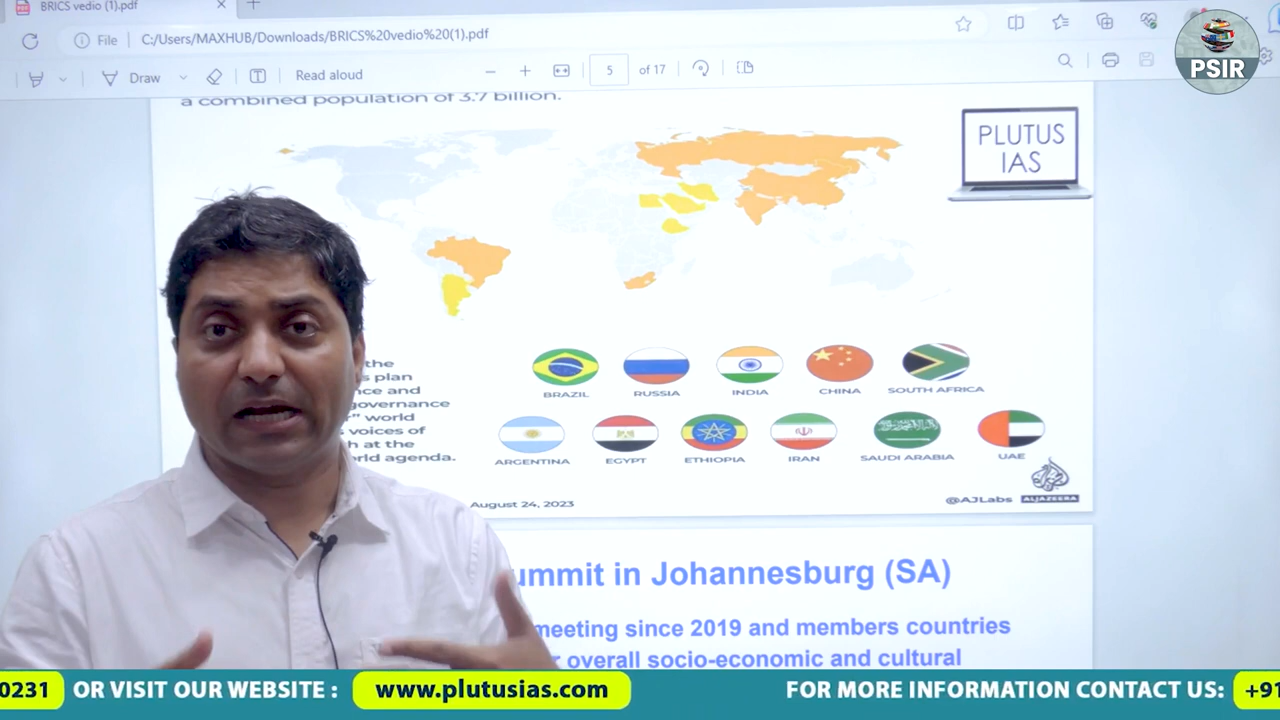 BRICS vedio (1).pdf
File C:/Users/MAXHUB/Downloads/BRICS%20vedio%20(1).pdf
Draw
Read aloud
5 of 17
PSIR
a combined population of 3.7 billion.
PLUTUS
IAS
the
plan
nce and
governance
world
voices of
h at the
rld agenda.
BRAZIL RUSSIA INDIA CHINA SOUTH AFRICA
ARGENTINA EGYPT ETHIOPIA IRAN SAUDI ARABIA UAE
August 24, 2023
@AJLabs ALJAZEERA
ummit in Johannesburg (SA)
meeting since 2019 and members countries
r overall socio-economic and cultural
0231 OR VISIT OUR WEBSITE : www.plutusias.com FOR MORE INFORMATION CONTACT US: +91